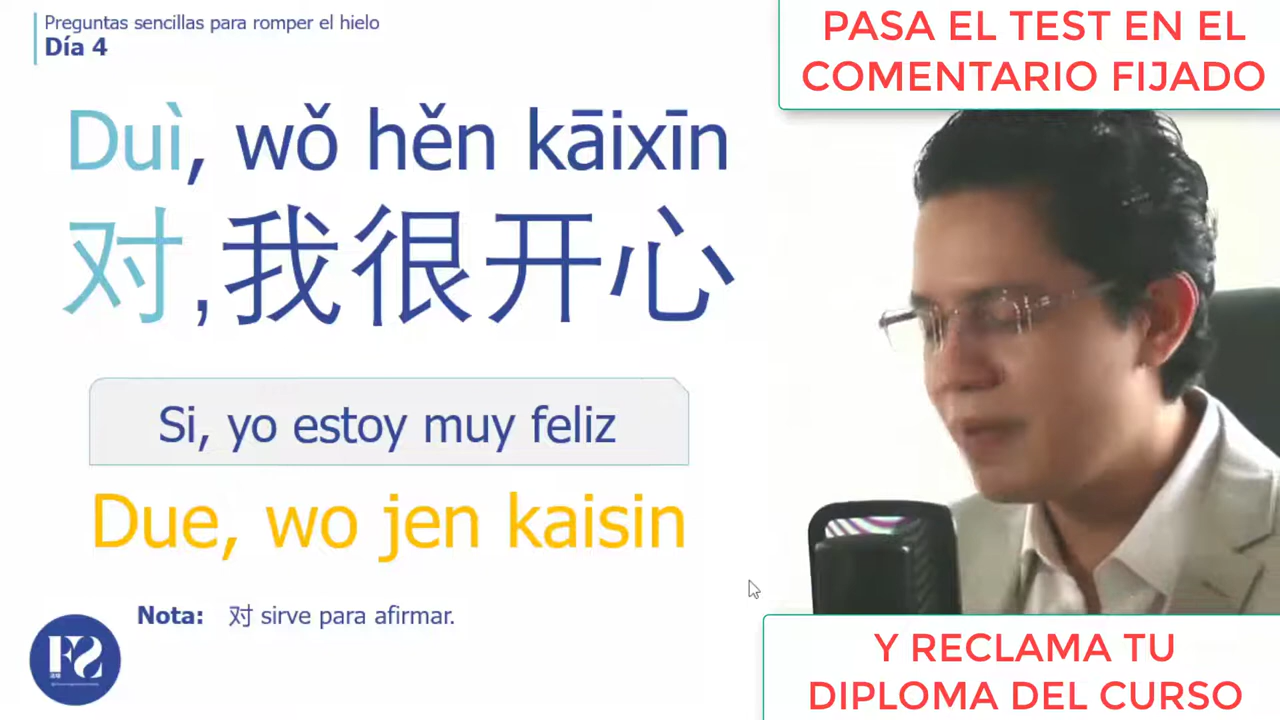 Preguntas sencillas para romper el hielo
Día 4
Duì, wǒ hěn kāixīn
对,我很开心
Si, yo estoy muy feliz
Due, wo jen kaisin
Nota: 对 sirve para afirmar.
PASA EL TEST EN EL
COMENTARIO FIJADO
Y RECLAMA TU
DIPLOMA DEL CURSO